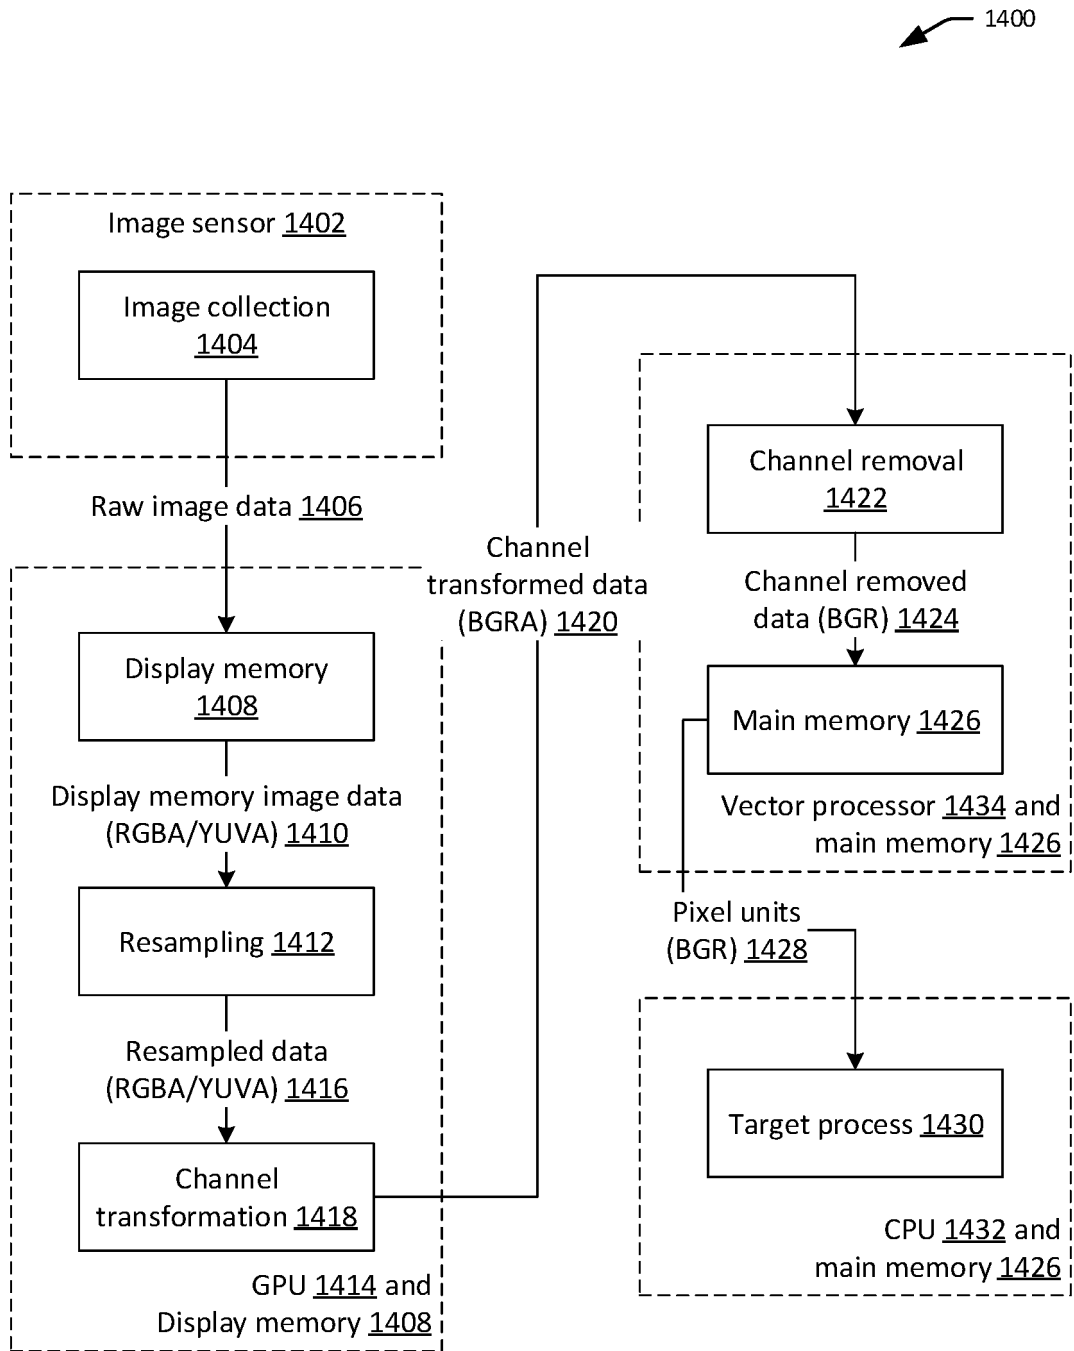 1400
Image sensor 1402
Image collection
1404
Raw image data 1406
Display memory
1408
Display memory image data
(RGBA/YUVA) 1410
Resampling 1412
Resampled data
(RGBA/YUVA) 1416
Channel
transformation 1418
GPU 1414 and
Display memory 1408
Channel
transformed data
(BGRA) 1420
Channel removal
1422
Channel removed
data (BGR) 1424
Main memory 1426
Vector processor 1434 and
main memory 1426
Pixel units
(BGR) 1428
Target process 1430
CPU 1432 and
main memory 1426